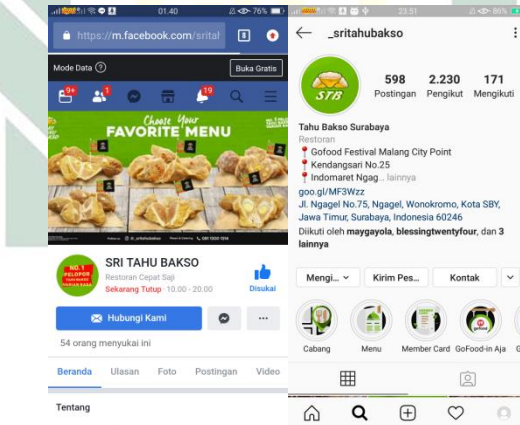 01.40
76%
https://m.facebook.com/sritah
8
Mode Data
Buka Gratis
9+
1
19
Choose Your
FAVORITE MENU
SRI TAHU BAKSO
Restoran Cepat Saji
Sekarang Tutup · 10.00 - 20.00
Disukai
NO. 1
PELOPOR
Hubungi Kami
54 orang menyukai ini
Beranda
Ulasan
Foto
Postingan
Video
Tentang
23.51
86%
_sritahubakso
STB
598
2.230
171
Postingan
Pengikut
Mengikuti
Tahu Bakso Surabaya
Restoran
Gofood Festival Malang City Point
Kendangsari No.25
Indomaret Ngag... lainnya
goo.gl/MF3Wzz
Jl. Ngagel No.75, Ngagel, Wonokromo, Kota SBY,
Jawa Timur, Surabaya, Indonesia 60246
Diikuti oleh maygayola, blessingtwentyfour, dan 3
lainnya
Mengi...
Kirim Pes...
Kontak
Cabang
Menu
Member Card
GoFood-in Aja
G